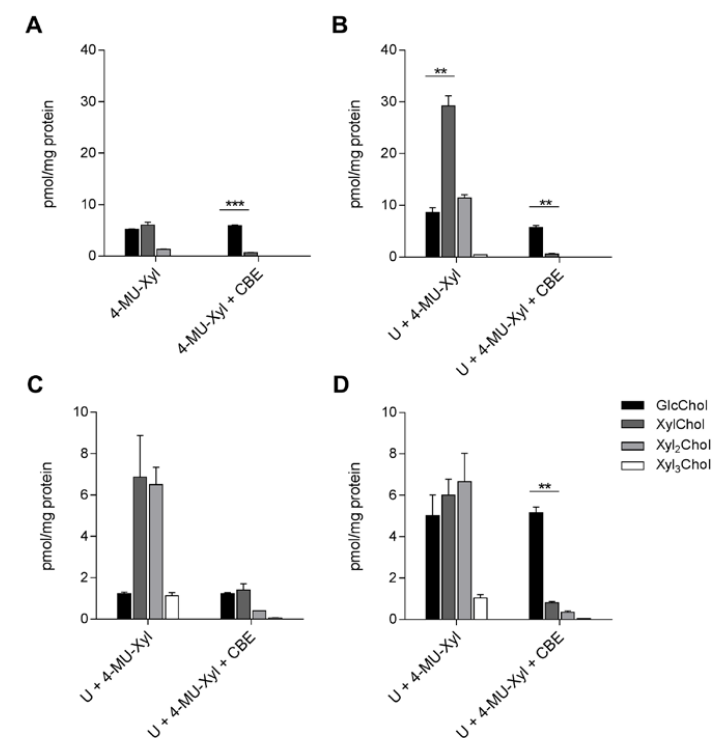 A
pmol/mg protein
40
30
20
10
0
***
4-MU-Xyl
4-MU-Xyl + CBE
B
pmol/mg protein
40
30
20
10
0
**
**
U + 4-MU-Xyl
U + 4-MU-Xyl + CBE
C
pmol/mg protein
10
8
6
4
2
0
U + 4-MU-Xyl
U + 4-MU-Xyl + CBE
D
pmol/mg protein
10
8
6
4
2
0
**
U + 4-MU-Xyl
U + 4-MU-Xyl + CBE
GlcChol
XylChol
Xyl₂Chol
Xyl₃Chol